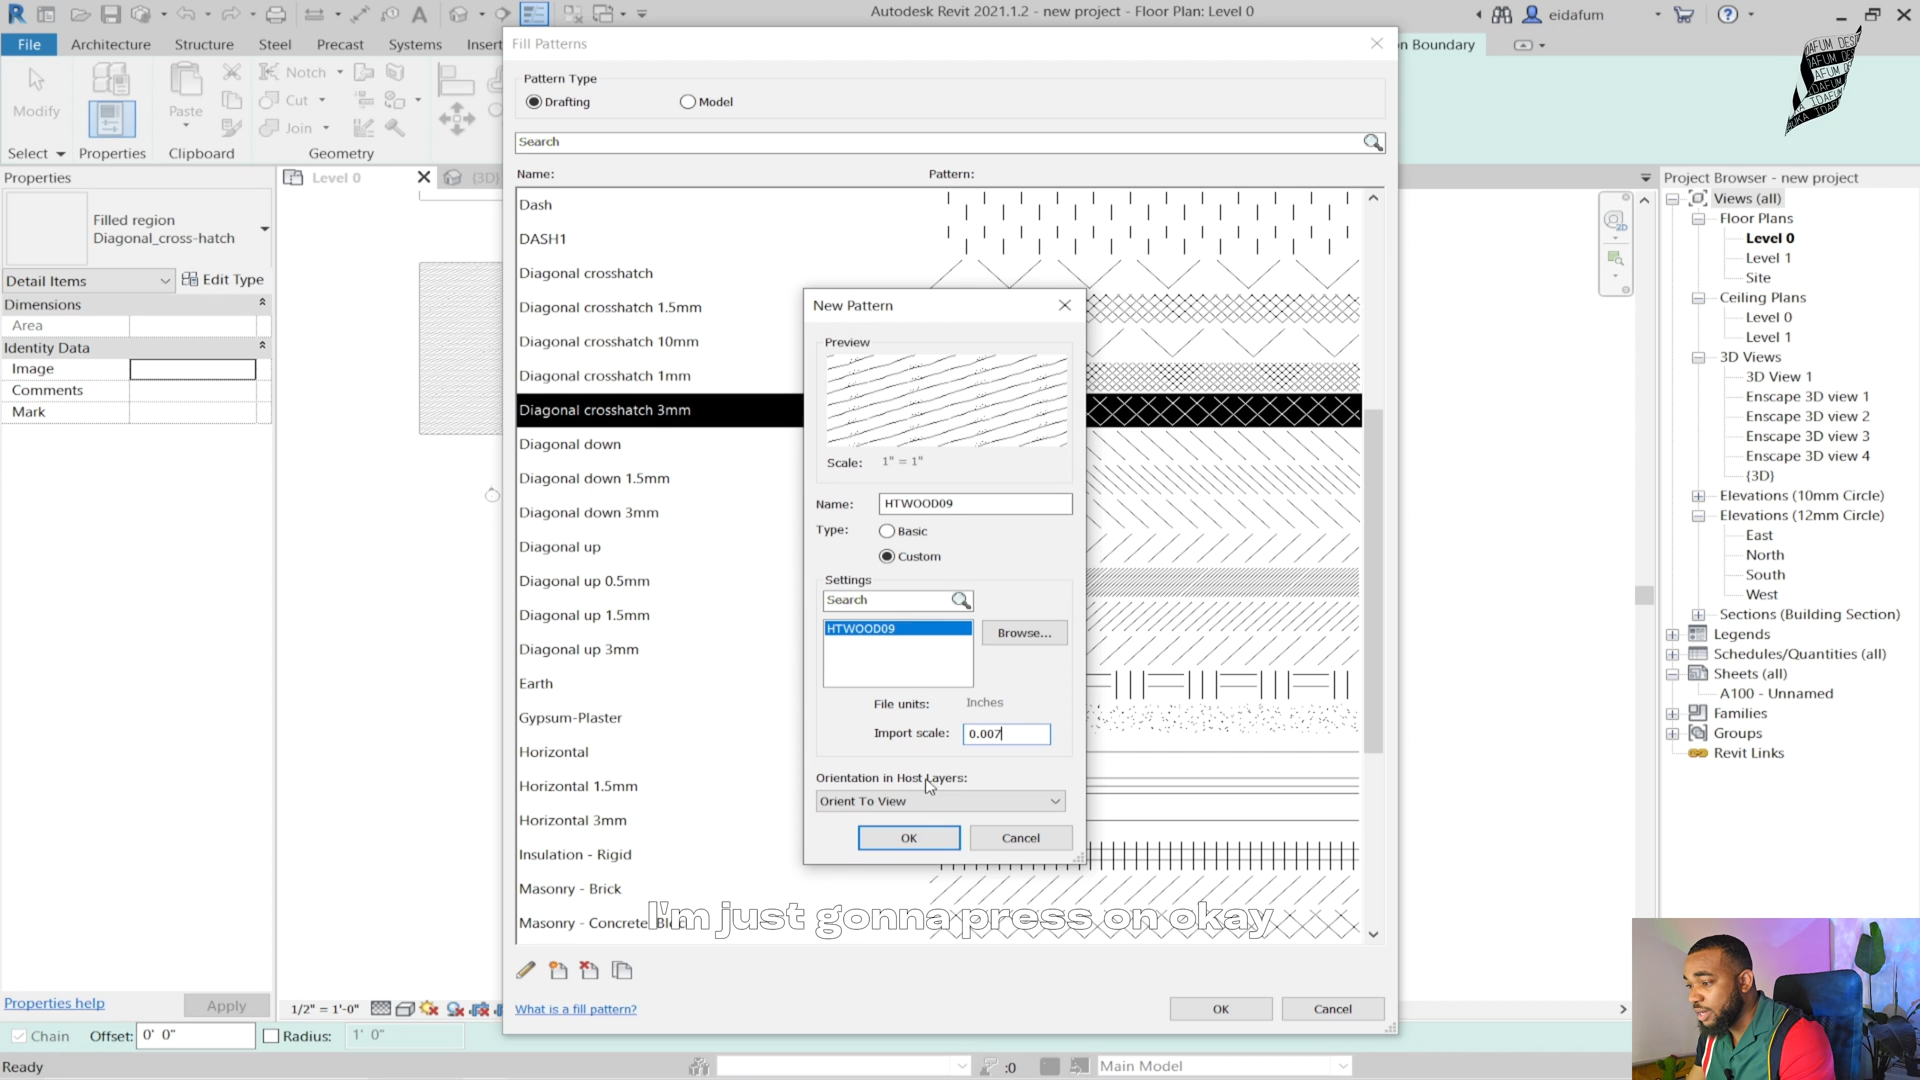 Autodesk Revit 2021.1.2 - new project - Floor Plan: Level 0
eidafum
File
Architecture
Structure
Steel
Precast
Systems
Insert
n Boundary
Modify
Paste
Notch
Cut
Join
Select
Properties
Clipboard
Geometry
Properties
Filled region
Diagonal_cross-hatch
Detail Items
Edit Type
Dimensions
Area
Identity Data
Image
Comments
Mark
Properties help
Apply
Level 0
{3D}
1/2" = 1'-0"
Chain
Offset:
0' 0"
Radius:
1' 0"
Ready
:0
Main Model
Fill Patterns
Pattern Type
Drafting
Model
Search
Name:
Pattern:
Dash
DASH1
Diagonal crosshatch
Diagonal crosshatch 1.5mm
Diagonal crosshatch 10mm
Diagonal crosshatch 1mm
Diagonal crosshatch 3mm
Diagonal down
Diagonal down 1.5mm
Diagonal down 3mm
Diagonal up
Diagonal up 0.5mm
Diagonal up 1.5mm
Diagonal up 3mm
Earth
Gypsum-Plaster
Horizontal
Horizontal 1.5mm
Horizontal 3mm
Insulation - Rigid
Masonry - Brick
Masonry - Concrete Block
What is a fill pattern?
OK
Cancel
New Pattern
Preview
Scale: 1" = 1"
Name: HTWOOD09
Type:
Basic
Custom
Settings
Search
HTWOOD09
Browse...
File units: Inches
Import scale: 0.007
Orientation in Host Layers:
Orient To View
OK
Cancel
I'm just gonna press on okay
Project Browser - new project
Views (all)
Floor Plans
Level 0
Level 1
Site
Ceiling Plans
Level 0
Level 1
3D Views
3D View 1
Enscape 3D view 1
Enscape 3D view 2
Enscape 3D view 3
Enscape 3D view 4
{3D}
Elevations (10mm Circle)
Elevations (12mm Circle)
East
North
South
West
Sections (Building Section)
Legends
Schedules/Quantities (all)
Sheets (all)
A100 - Unnamed
Families
Groups
Revit Links
2D